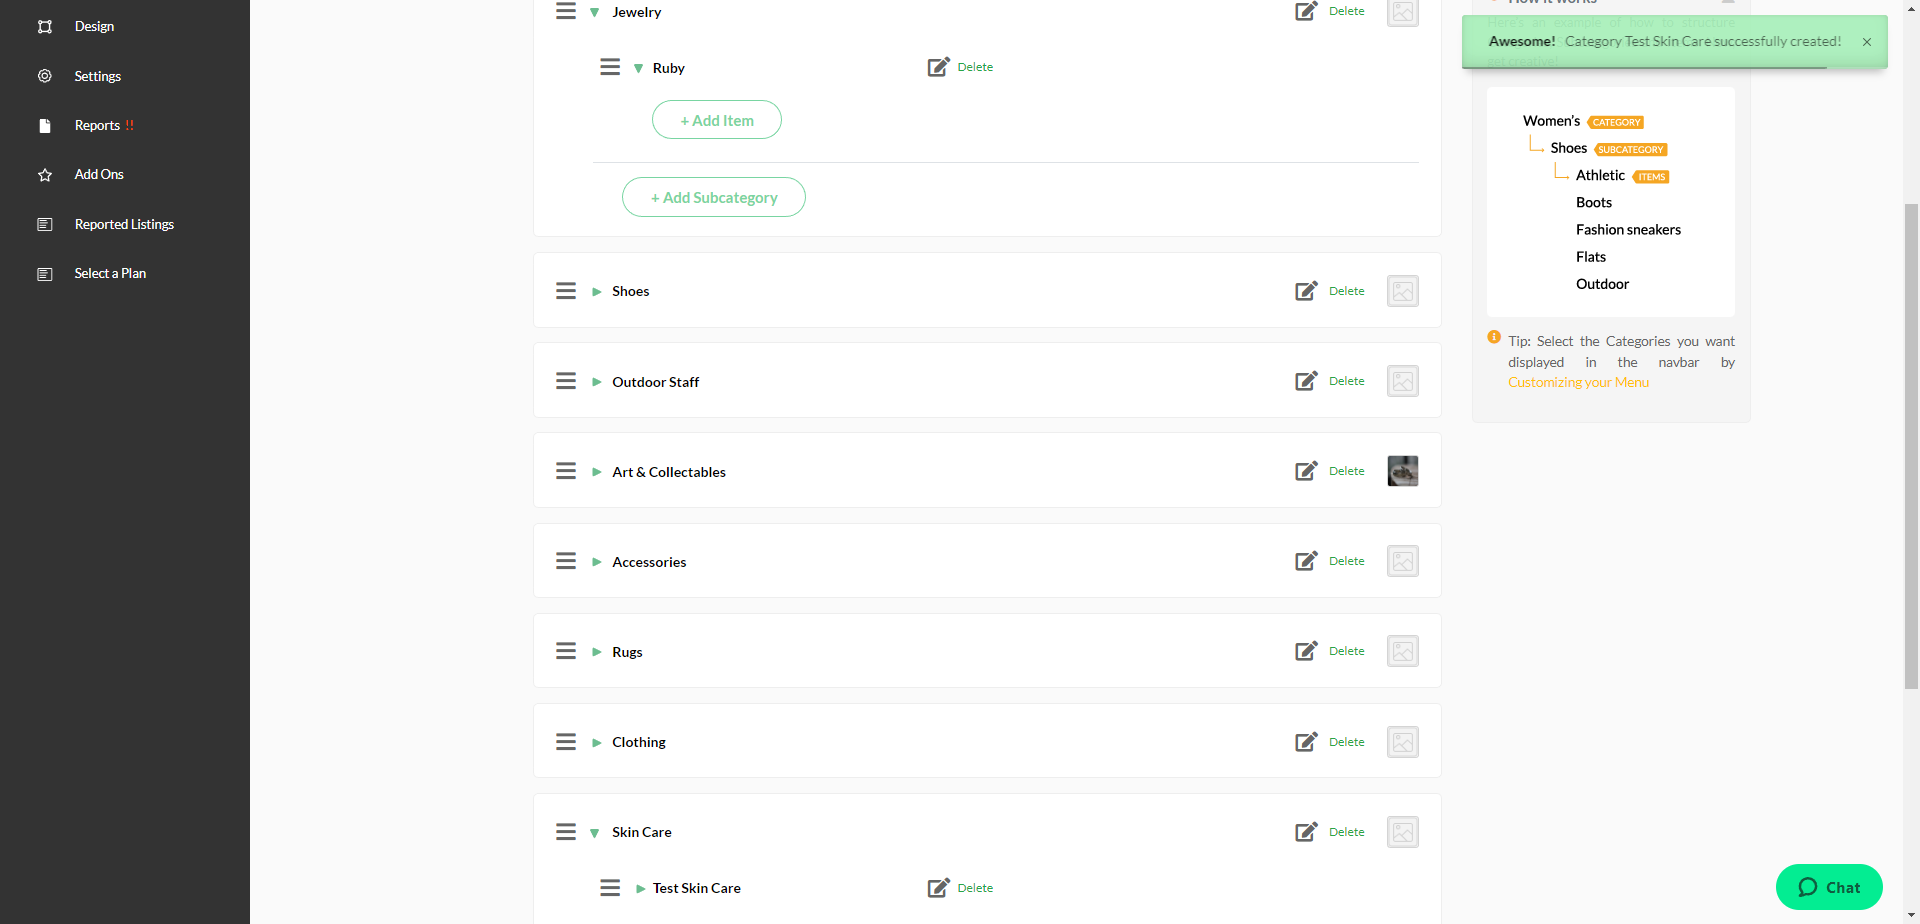 Design
Settings
Reports !!
Add Ons
Reported Listings
Select a Plan
Jewelry
Delete
Ruby
Delete
+ Add Item
+ Add Subcategory
Shoes
Delete
Outdoor Staff
Delete
Art & Collectables
Delete
Accessories
Delete
Rugs
Delete
Clothing
Delete
Skin Care
Delete
Test Skin Care
Delete
How it works
Here's an example of how to structure
Awesome! Category Test Skin Care successfully created! ×
get creative!
Women's CATEGORY
Shoes SUBCATEGORY
Athletic ITEMS
Boots
Fashion sneakers
Flats
Outdoor
Tip: Select the Categories you want
displayed in the navbar by
Customizing your Menu
Chat